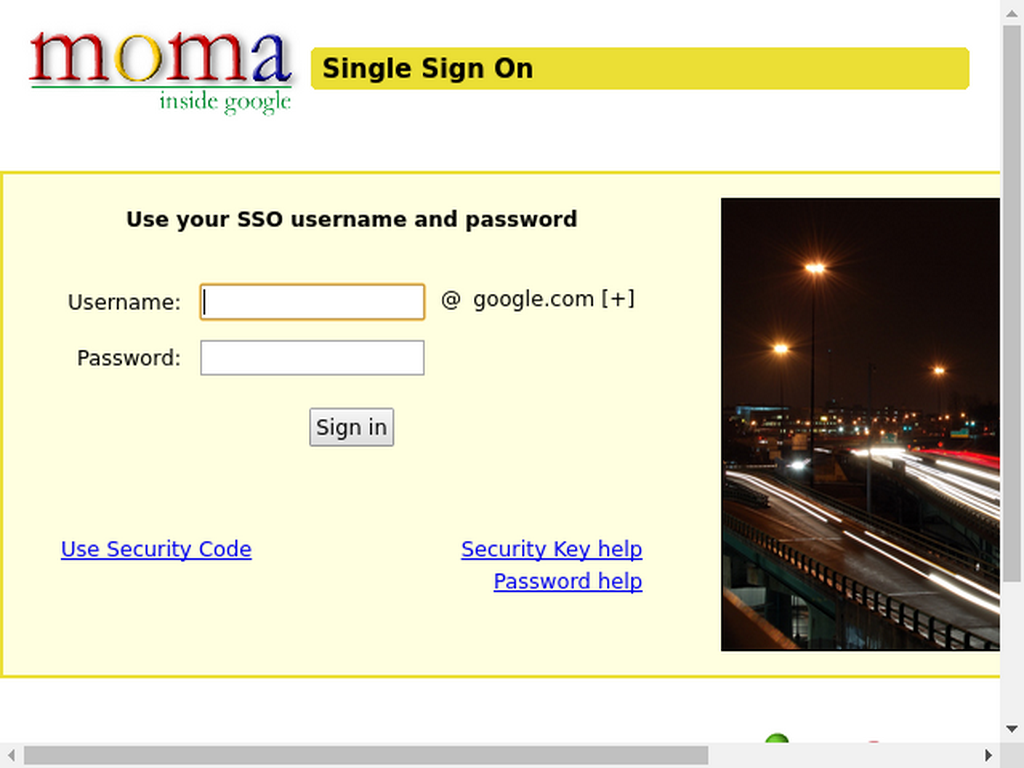 moma
inside google
Single Sign On
Use your SSO username and password
Username:
@ google.com [+]
Password:
Sign in
Use Security Code
Security Key help
Password help